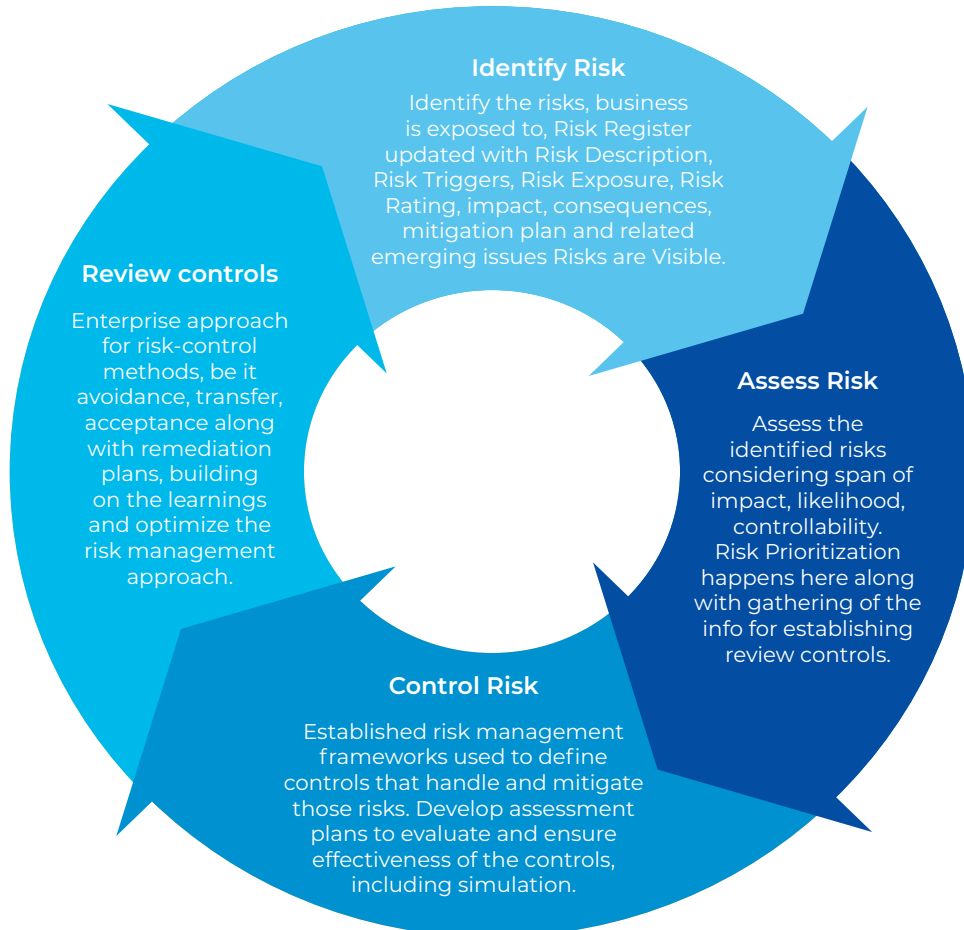 Identify Risk
Identify the risks, business
is exposed to, Risk Register
updated with Risk Description,
Risk Triggers, Risk Exposure, Risk
Rating, impact, consequences,
mitigation plan and related
emerging issues Risks are Visible.
Assess Risk
Assess the
identified risks
considering span of
impact, likelihood,
controllability.
Risk Prioritization
happens here along
with gathering of the
info for establishing
review controls.
Control Risk
Established risk management
frameworks used to define
controls that handle and mitigate
those risks. Develop assessment
plans to evaluate and ensure
effectiveness of the controls,
including simulation.
Review controls
Enterprise approach
for risk-control
methods, be it
avoidance, transfer,
acceptance along
with remediation
plans, building
on the learnings
and optimize the
risk management
approach.